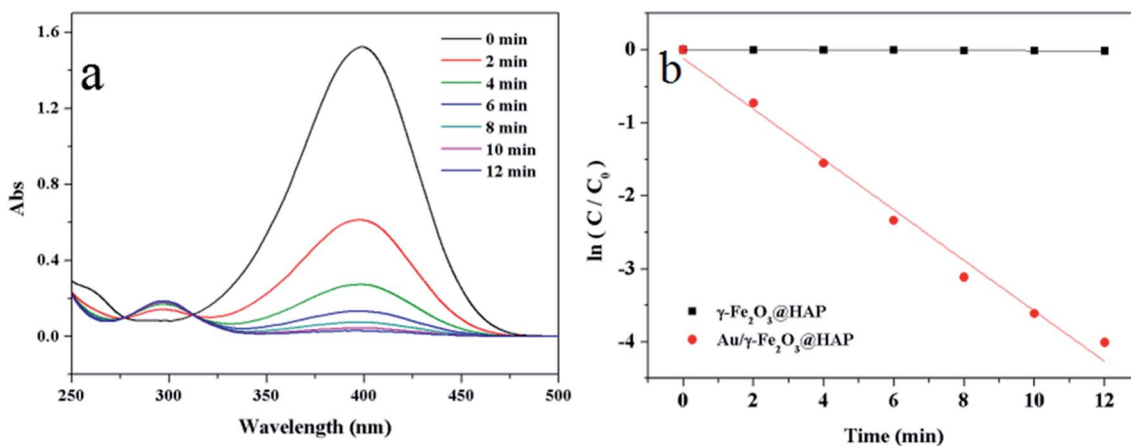 a
1.6
1.2
0.6
0.4
0.0
250
300
350
400
450
500
Abs
Wavelength (nm)
0 min
2 min
4 min
6 min
8 min
10 min
12 min
b
0
-1
-2
-3
-4
0
2
4
6
8
10
12
ln ( C / C₀ )
Time (min)
γ-Fe₂O₃@HAP
Au/γ-Fe₂O₃@HAP